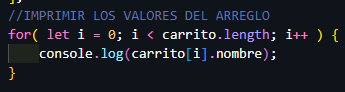 //IMPRIMIR LOS VALORES DEL ARREGLO
for( let i = 0; i < carrito.length; i++ ) {
    console.log(carrito[i].nombre);
}